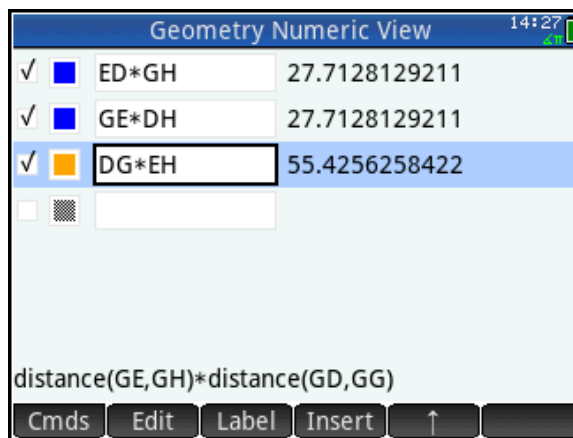 Geometry Numeric View 14:27
∡π
√ ED*GH 27.7128129211
√ GE*DH 27.7128129211
√ DG*EH 55.4256258422
distance(GE,GH)*distance(GD,GG)
Cmds Edit Label Insert ↑